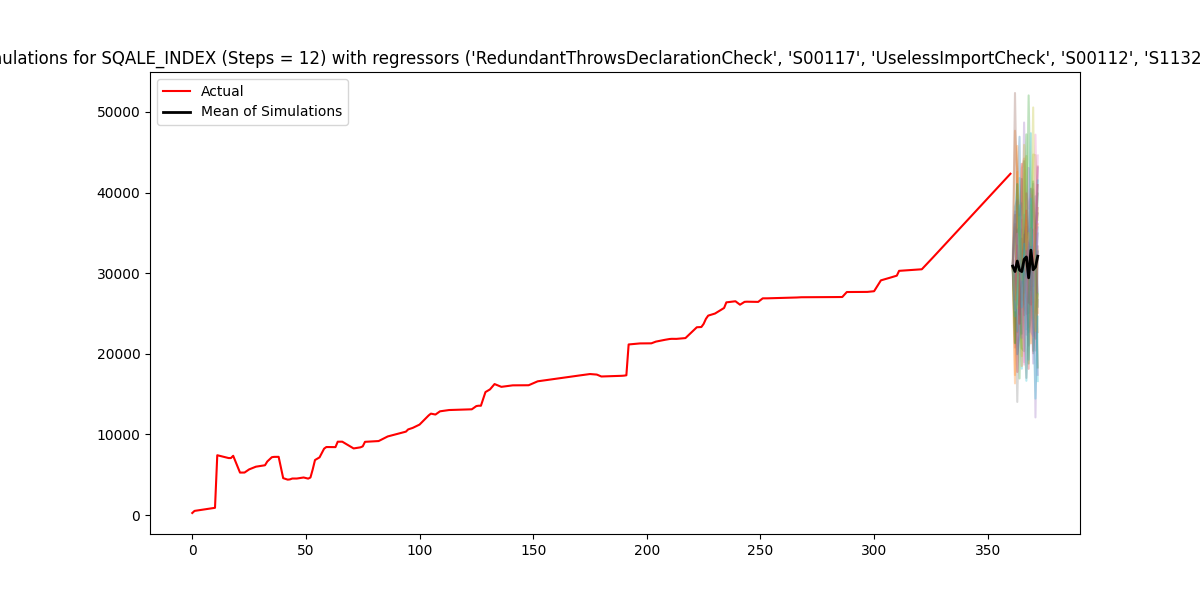 ulations for SQALE_INDEX (Steps = 12) with regressors ('RedundantThrowsDeclarationCheck', 'S00117', 'UselessImportCheck', 'S00112', 'S1132
Actual
Mean of Simulations
50000
40000
30000
20000
10000
0
0 50 100 150 200 250 300 350